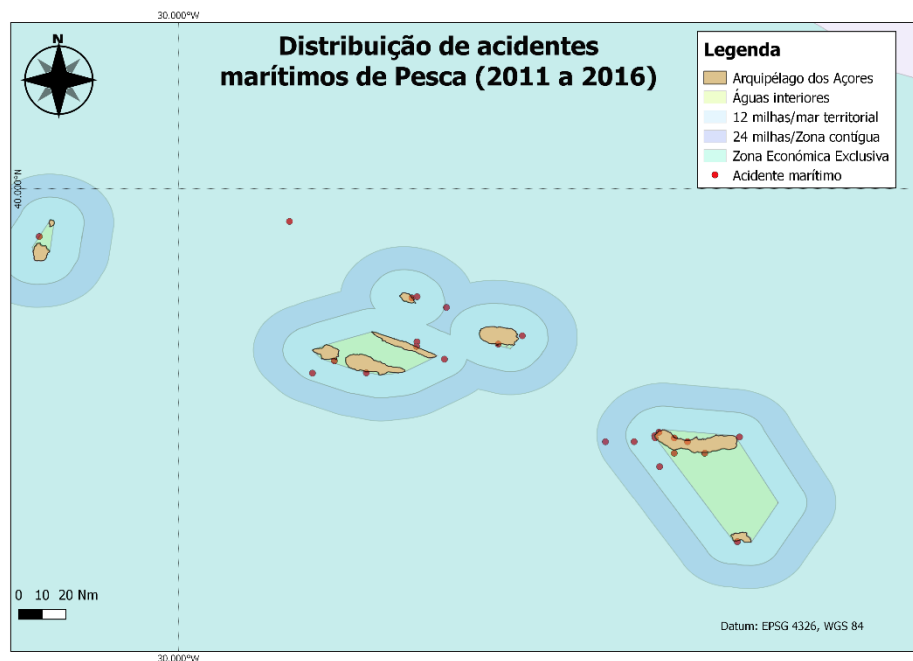 30.000°W
N
Distribuição de acidentes
marítimos de Pesca (2011 a 2016)
Legenda
Arquipélago dos Açores
Águas interiores
12 milhas/mar territorial
24 milhas/Zona contígua
Zona Económica Exclusiva
Acidente marítimo
40.000°N
0 10 20 Nm
Datum: EPSG 4326, WGS 84
30.000°W